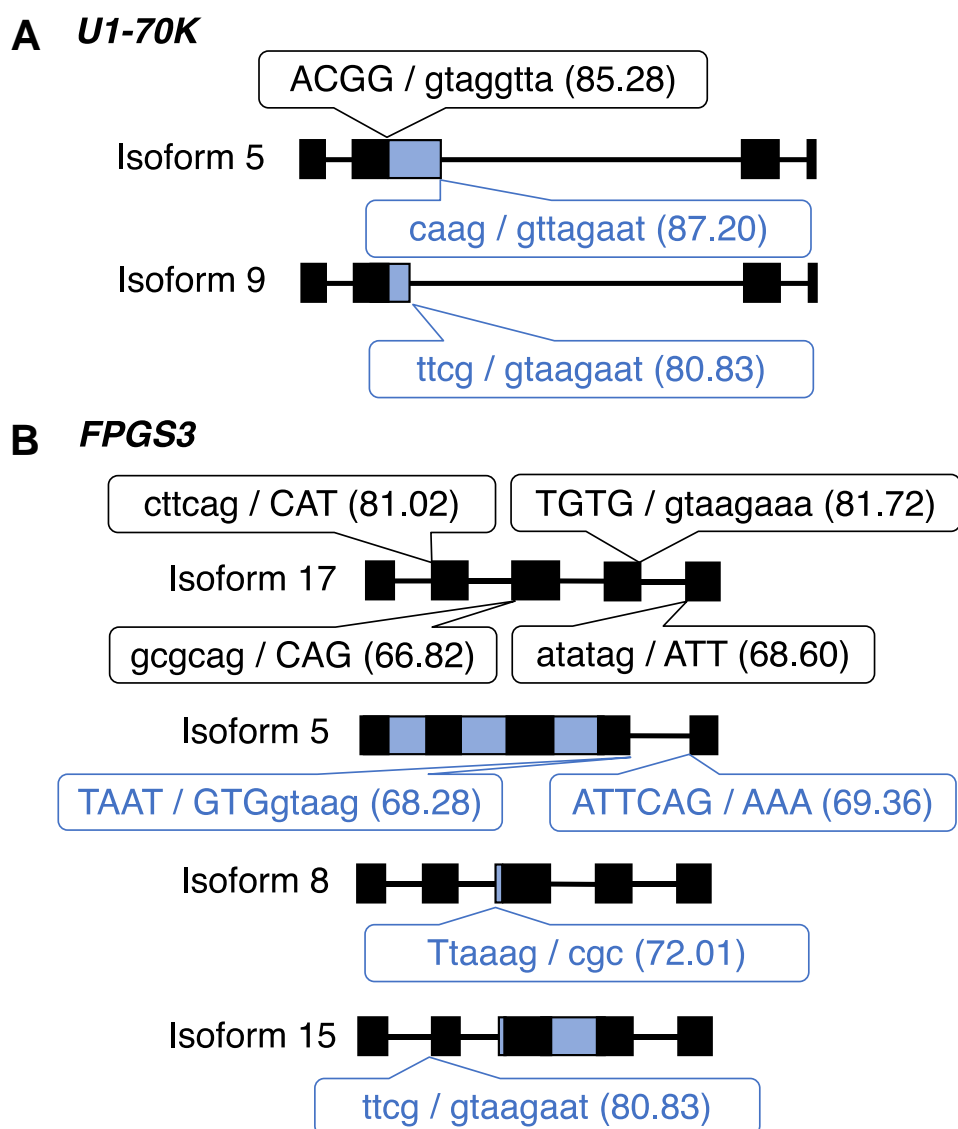 A U1-70K
ACGG / gtaggtta (85.28)
Isoform 5
caag / gttagaat (87.20)
Isoform 9
ttcg / gtaagaat (80.83)
B FPGS3
cttcag / CAT (81.02) TGTG / gtaagaaa (81.72)
Isoform 17
gcgcag / CAG (66.82) atatag / ATT (68.60)
Isoform 5
TAAT / GTGgtaag (68.28) ATTCAG / AAA (69.36)
Isoform 8
Ttaaag / cgc (72.01)
Isoform 15
ttcg / gtaagaat (80.83)